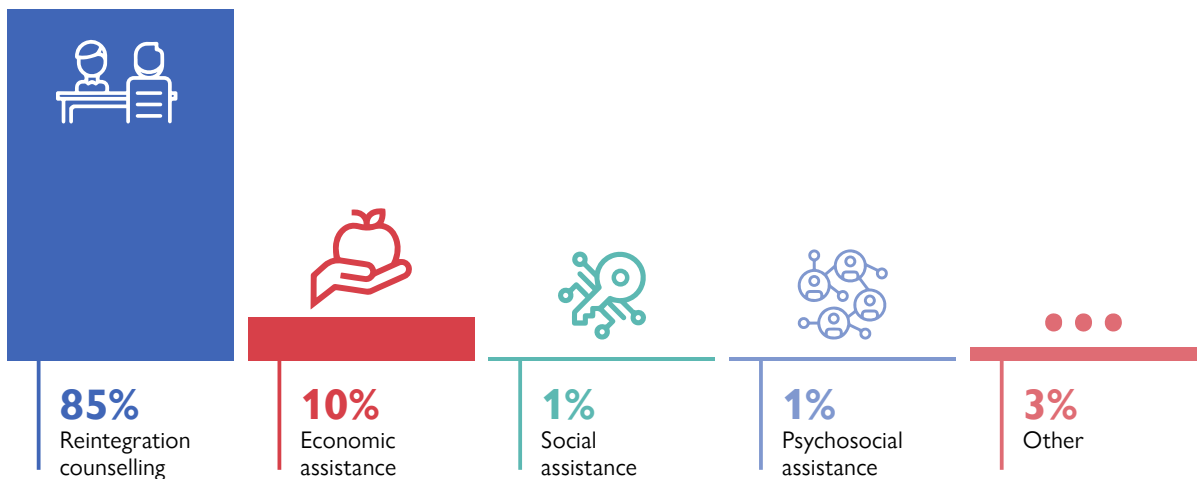 85%
Reintegration
counselling
10%
Economic
assistance
1%
Social
assistance
1%
Psychosocial
assistance
3%
Other